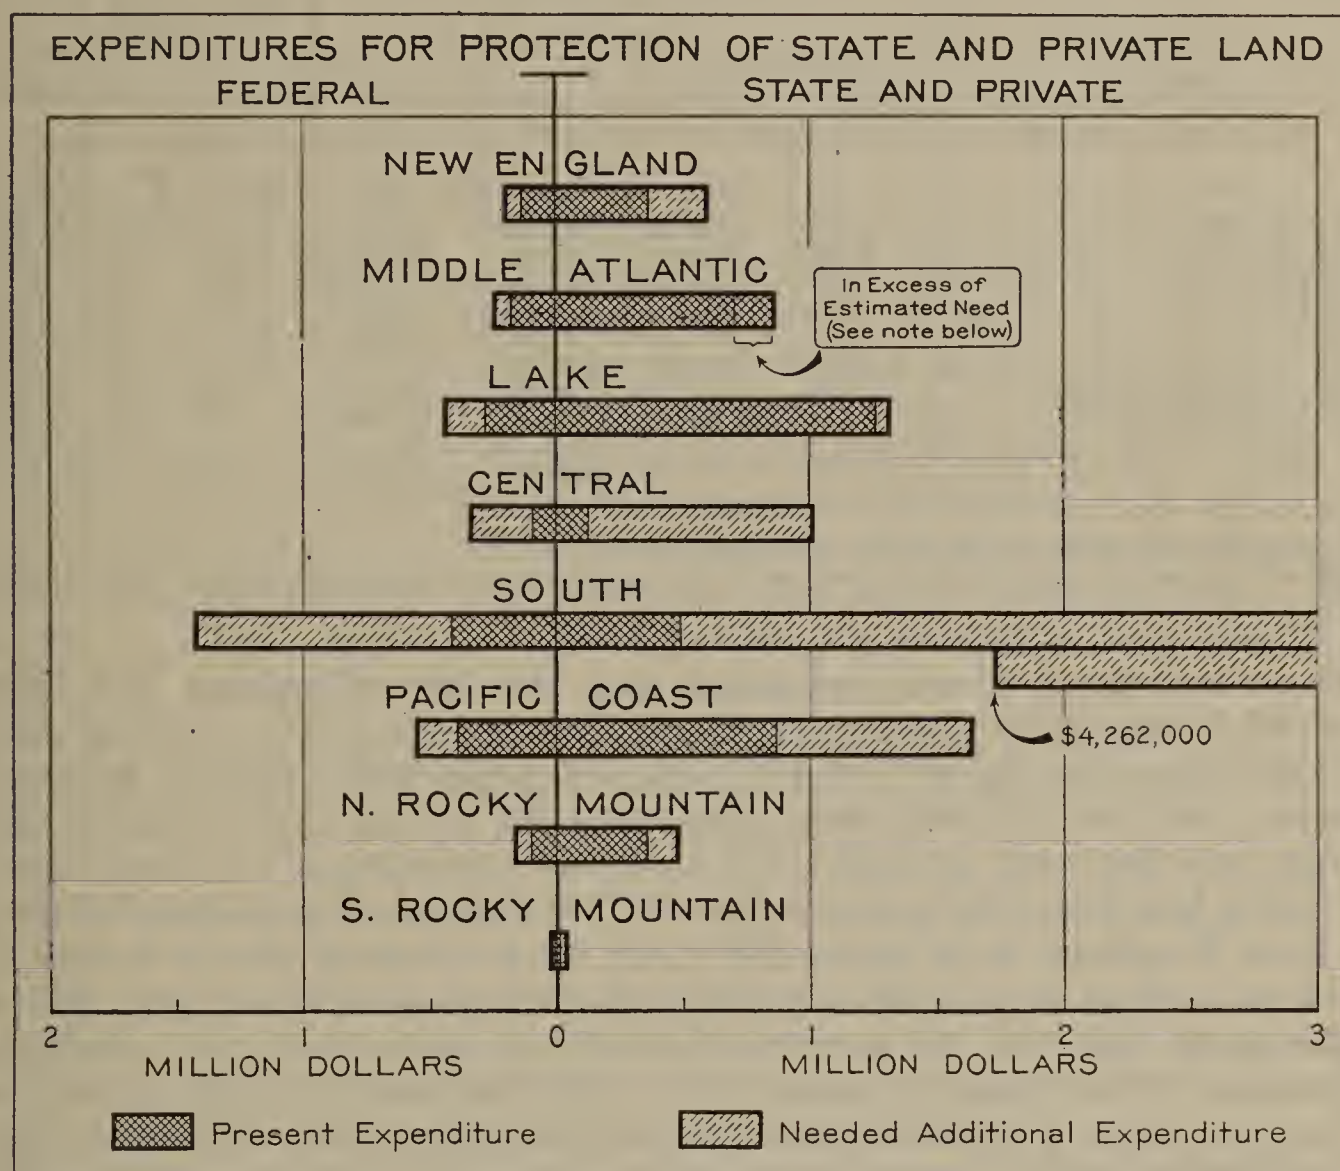 EXPENDITURES FOR PROTECTION OF STATE AND PRIVATE LAND
FEDERAL
STATE AND PRIVATE
NEW ENGLAND
MIDDLE ATLANTIC
In Excess of
Estimated Need
(See note below)
LAKE
CENTRAL
SOUTH
PACIFIC COAST
$4,262,000
N. ROCKY MOUNTAIN
S. ROCKY MOUNTAIN
2 1 0 1 2 3
MILLION DOLLARS MILLION DOLLARS
Present Expenditure Needed Additional Expenditure